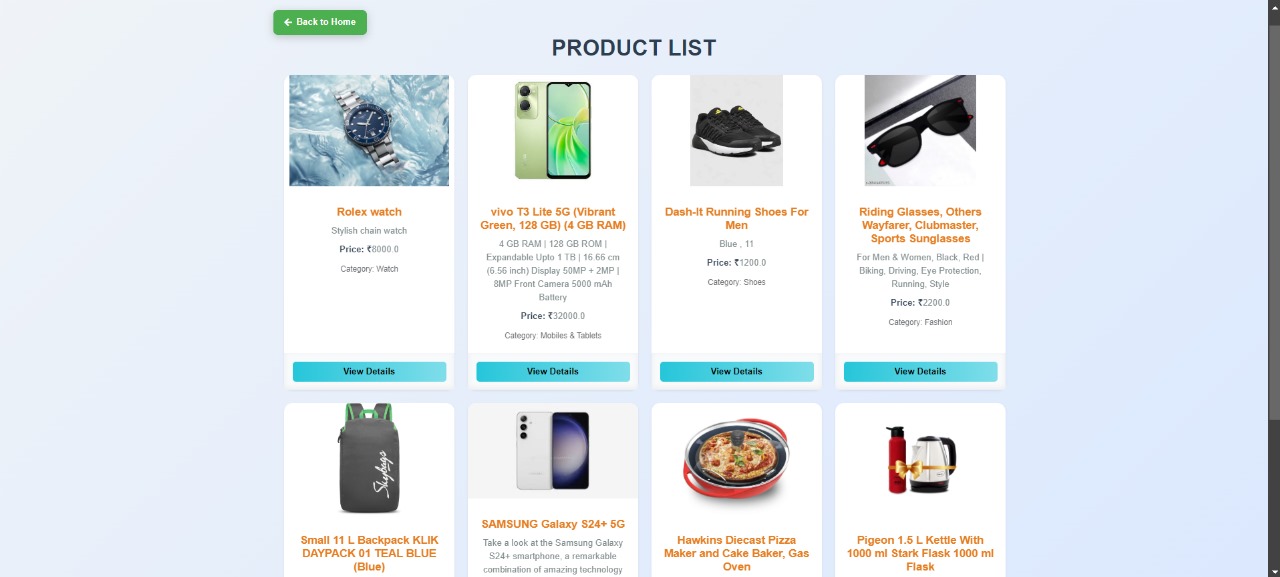 Back to Home
PRODUCT LIST
Rolex watch
Stylish chain watch
Price: ₹8000.0
Category: Watch
View Details
vivo T3 Lite 5G (Vibrant
Green, 128 GB) (4 GB RAM)
4 GB RAM | 128 GB ROM |
Expandable Upto 1 TB | 16.66 cm
(6.56 inch) Display 50MP + 2MP |
8MP Front Camera 5000 mAh
Battery
Price: ₹32000.0
Category: Mobiles & Tablets
View Details
Dash-It Running Shoes For
Men
Blue , 11
Price: ₹1200.0
Category: Shoes
View Details
Riding Glasses, Others
Wayfarer, Clubmaster,
Sports Sunglasses
For Men & Women, Black, Red |
Biking, Driving, Eye Protection,
Running, Style
Price: ₹2200.0
Category: Fashion
View Details
Skybags
Small 11 L Backpack KLIK
DAYPACK 01 TEAL BLUE
(Blue)
SAMSUNG Galaxy S24+ 5G
Take a look at the Samsung Galaxy
S24+ smartphone, a remarkable
combination of amazing technology
Hawkins Diecast Pizza
Maker and Cake Baker, Gas
Oven
Pigeon 1.5 L Kettle With
1000 ml Stark Flask 1000 ml
Flask